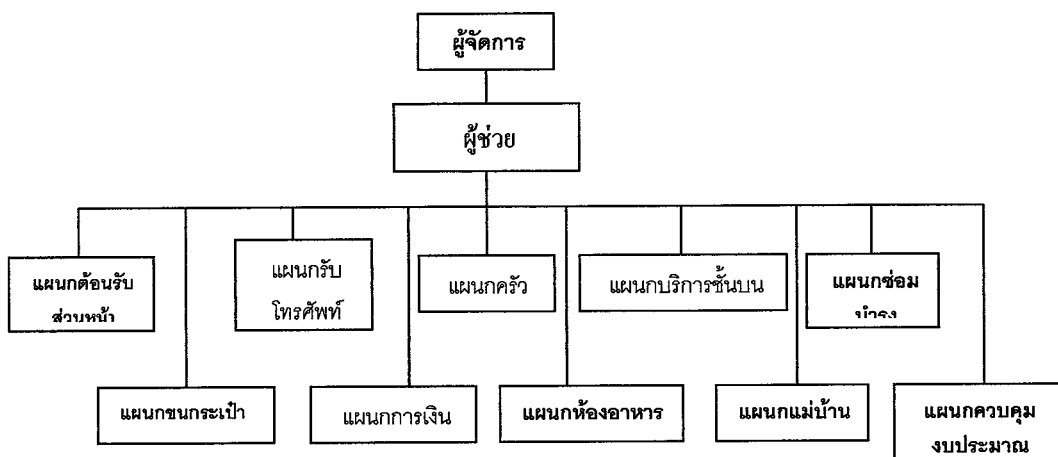 ผู้จัดการ
ผู้ช่วย
แผนกต้อนรับ
ส่วนหน้า
แผนกรับ
โทรศัพท์
แผนกครัว
แผนกบริการชั้นบน
แผนกซ่อม
บำรุง
แผนกขนกระเป๋า
แผนกการเงิน
แผนกห้องอาหาร
แผนกแม่บ้าน
แผนกควบคุม
งบประมาณ